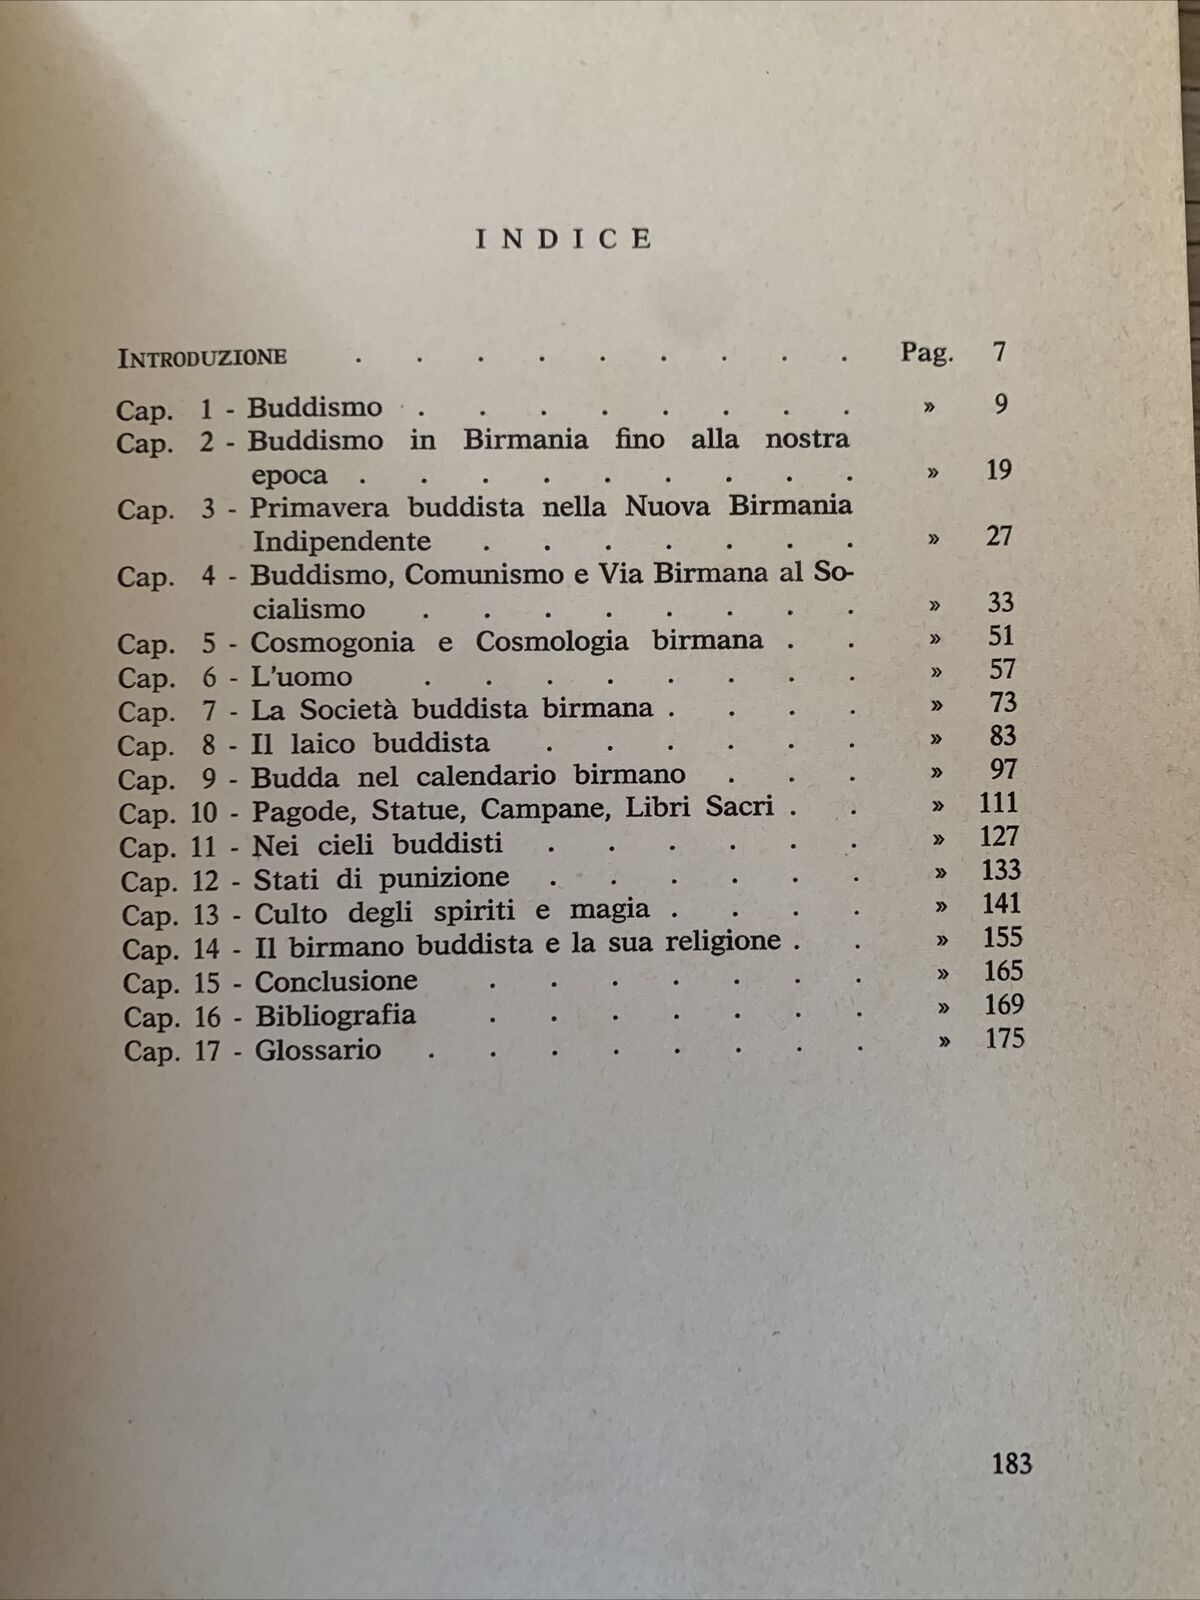 INDICE
INTRODUZIONE . . . . . . . . . Pag. 7
Cap. 1 - Buddismo . . . . . . . . » 9
Cap. 2 - Buddismo in Birmania fino alla nostra
epoca . . . . . . . . . » 19
Cap. 3 - Primavera buddista nella Nuova Birmania
Indipendente . . . . . . . » 27
Cap. 4 - Buddismo, Comunismo e Via Birmana al So-
cialismo . . . . . . . . » 33
Cap. 5 - Cosmogonia e Cosmologia birmana . . » 51
Cap. 6 - L'uomo . . . . . . . . » 57
Cap. 7 - La Società buddista birmana . . . . » 73
Cap. 8 - Il laico buddista . . . . . . » 83
Cap. 9 - Budda nel calendario birmano . . . » 97
Cap. 10 - Pagode, Statue, Campane, Libri Sacri . . » 111
Cap. 11 - Nei cieli buddisti . . . . . . » 127
Cap. 12 - Stati di punizione . . . . . . » 133
Cap. 13 - Culto degli spiriti e magia . . . . » 141
Cap. 14 - Il birmano buddista e la sua religione . . » 155
Cap. 15 - Conclusione . . . . . . . » 165
Cap. 16 - Bibliografia . . . . . . . » 169
Cap. 17 - Glossario . . . . . . . . » 175
183